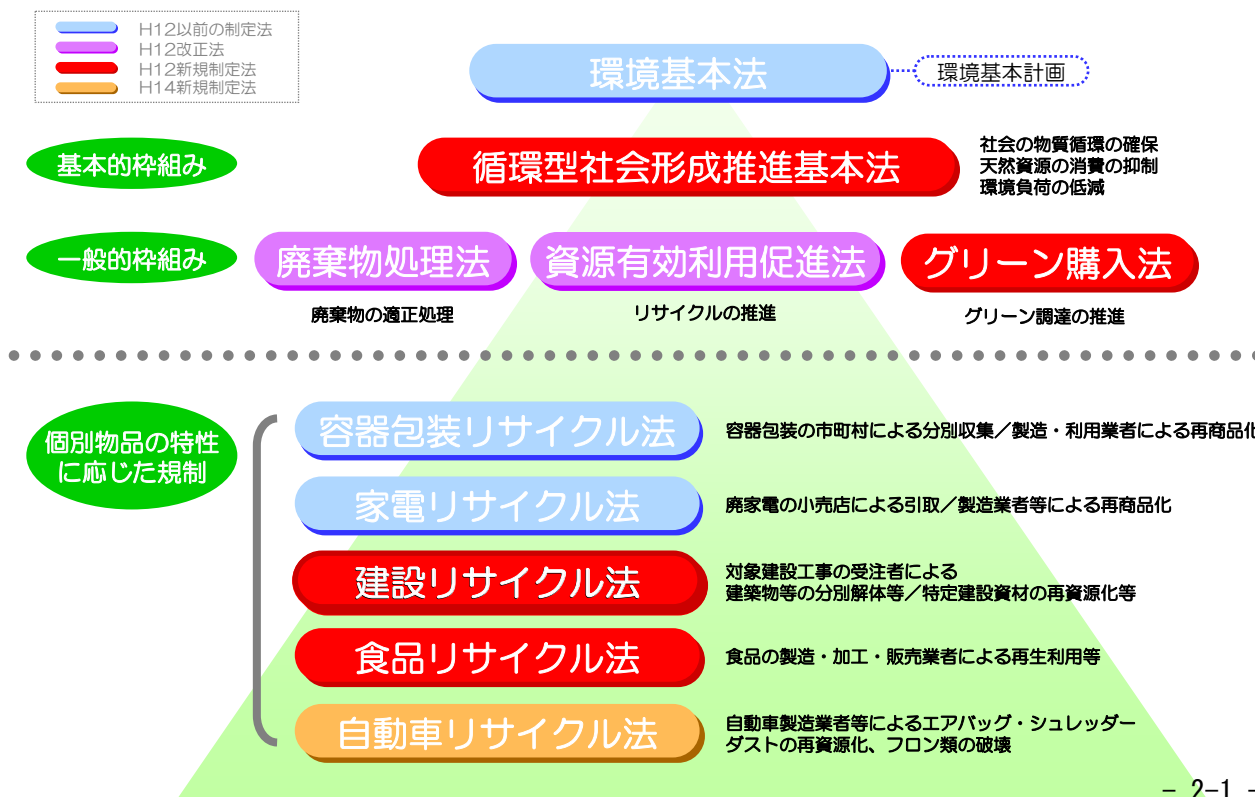 H12以前の制定法
H12改正法
H12新規制定法
H14新規制定法
環境基本法
環境基本計画
基本的枠組み
循環型社会形成推進基本法
社会の物質循環の確保
天然資源の消費の抑制
環境負荷の低減
一般的枠組み
廃棄物処理法
資源有効利用促進法
グリーン購入法
廃棄物の適正処理
リサイクルの推進
グリーン調達の推進
個別物品の特性
に応じた規制
容器包装リサイクル法
容器包装の市町村による分別収集／製造・利用業者による再商品化
家電リサイクル法
廃家電の小売店による引取／製造業者等による再商品化
建設リサイクル法
対象建設工事の受注者による
建築物等の分別解体等／特定建設資材の再資源化等
食品リサイクル法
食品の製造・加工・販売業者による再生利用等
自動車リサイクル法
自動車製造業者等によるエアバッグ・シュレッダー
ダストの再資源化、フロン類の破壊
- 2-1 -